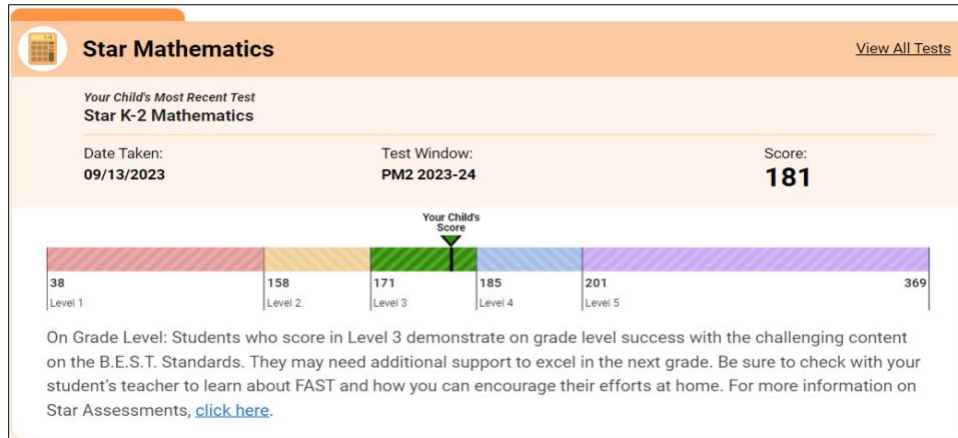 Star Mathematics
View All Tests
Your Child's Most Recent Test
Star K-2 Mathematics
Date Taken:
09/13/2023
Test Window:
PM2 2023-24
Score:
181
Your Child's
Score
38
Level 1
158
Level 2
171
Level 3
185
Level 4
201
Level 5
369
On Grade Level: Students who score in Level 3 demonstrate on grade level success with the challenging content
on the B.E.S.T. Standards. They may need additional support to excel in the next grade. Be sure to check with your
student's teacher to learn about FAST and how you can encourage their efforts at home. For more information on
Star Assessments, click here.